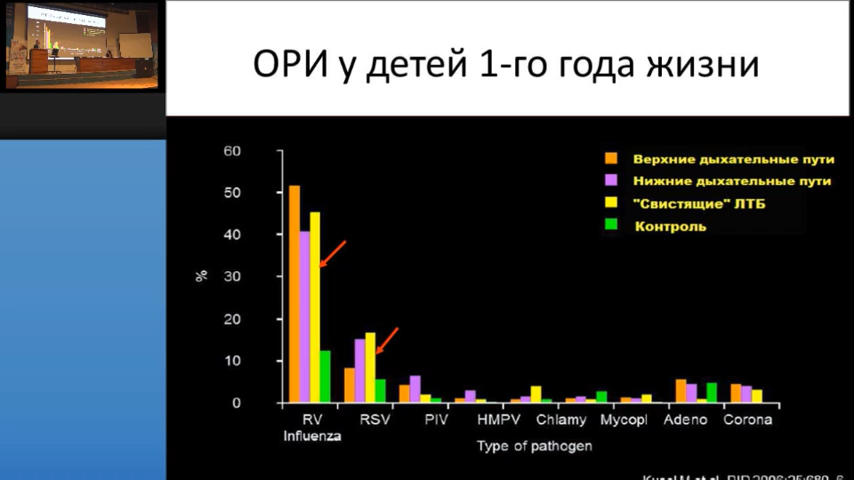 ОРИ у детей 1-го года жизни
60
50
40
30
20
10
0
%
Верхние дыхательные пути
Нижние дыхательные пути
"Свистящие" ЛТБ
Контроль
RV RSV PIV HMPV Chlamy Mycopl Adeno Corona
Influenza
Type of pathogen